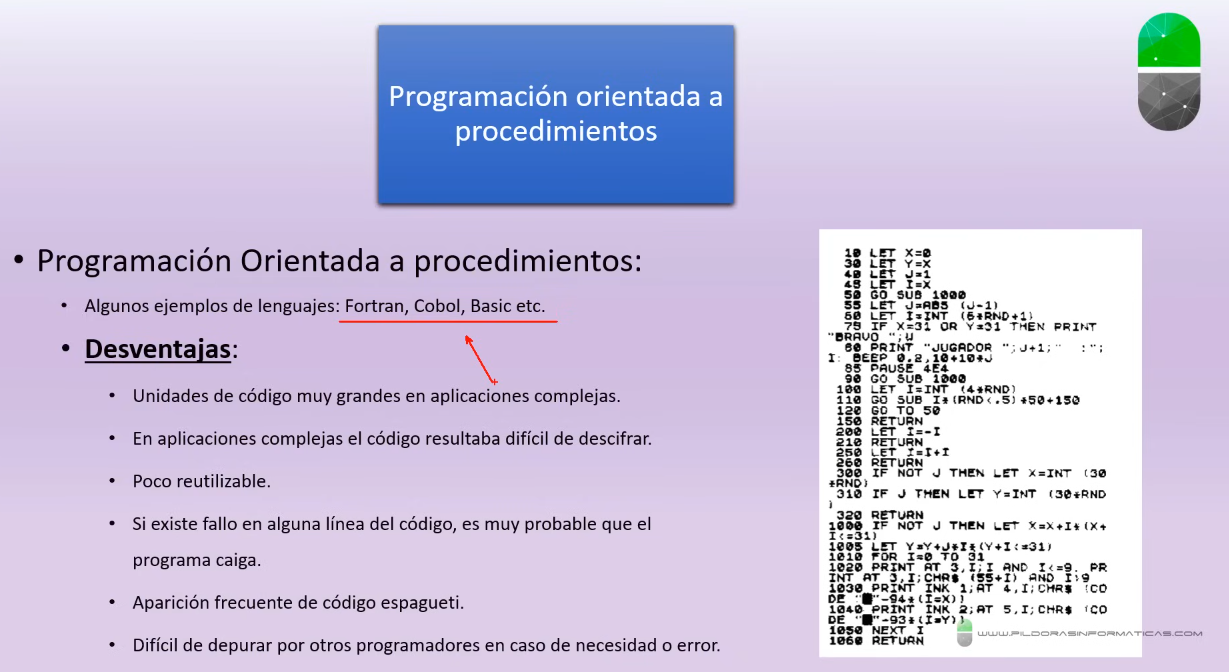 Programación orientada a
procedimientos
• Programación Orientada a procedimientos:
• Algunos ejemplos de lenguajes: Fortran, Cobol, Basic etc.
• Desventajas:
• Unidades de código muy grandes en aplicaciones complejas.
• En aplicaciones complejas el código resultaba difícil de descifrar.
• Poco reutilizable.
• Si existe fallo en alguna línea del código, es muy probable que el
programa caiga.
• Aparición frecuente de código espagueti.
• Difícil de depurar por otros programadores en caso de necesidad o error.
10 LET X=0
30 LET Y=X
40 LET J=1
45 LET I=X
50 GO SUB 1000
55 LET J=ABS (J-1)
60 LET I=INT (6*RND+1)
75 IF X=31 OR Y=31 THEN PRINT
"BRAVO ";J
80 PRINT "JUGADOR ";J+1;" :";
I: BEEP 0.2,10+10*J
85 PAUSE 4E4
90 GO SUB 1000
100 LET I=INT (4*RND)
110 GO SUB I*(RND<.5)*50+150
120 GO TO 50
150 RETURN
200 LET I=-I
210 RETURN
250 LET I=I+I
260 RETURN
300 IF NOT J THEN LET X=INT (30
*RND)
310 IF J THEN LET Y=INT (30*RND
)
320 RETURN
1000 IF NOT J THEN LET X=X+I*(X+
I<=31)
1005 LET Y=Y+J*I*(Y+I<=31)
1010 FOR I=0 TO 31
1020 PRINT AT 3,I;I AND I<=9: PR
INT AT 3,I;CHR$ (55+I) AND I>9
1030 PRINT INK 1;AT 4,I;CHR$ (CO
DE "■"-94*(I=X))
1040 PRINT INK 2;AT 5,I;CHR$ (CO
DE "■"-93*(I=Y))
1050 NEXT I
1060 RETURN
WWW.PILDORASINFORMATICAS.COM